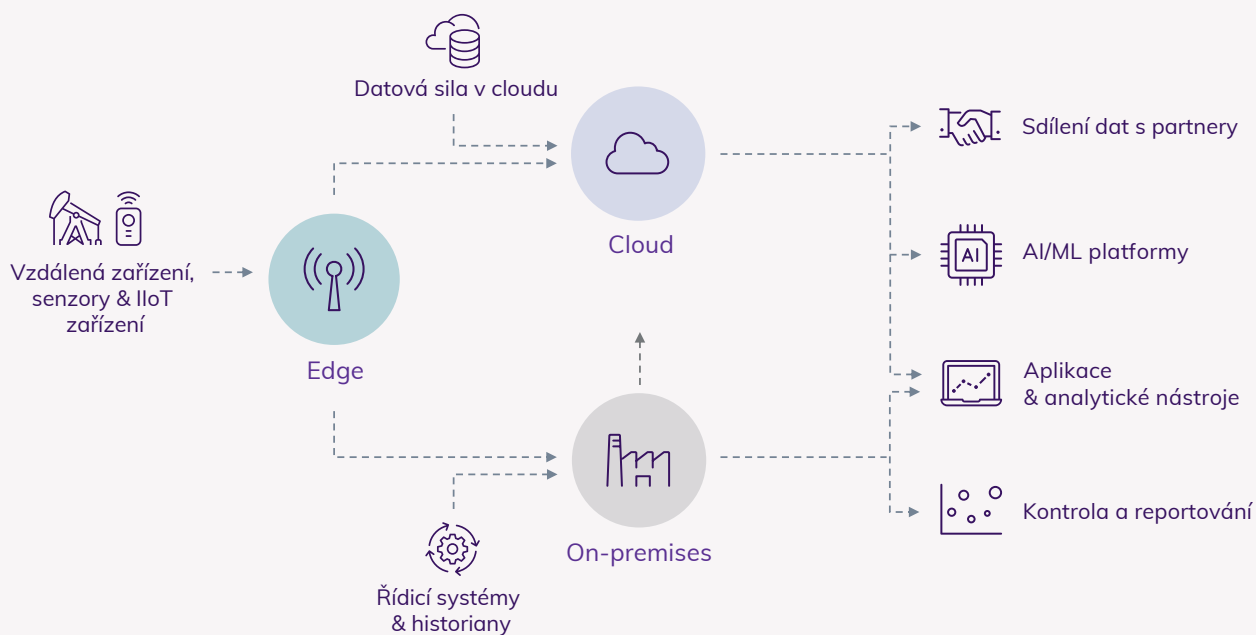 Datová sila v cloudu
Vzdálená zařízení,
senzory & IIoT
zařízení
Edge
Cloud
On-premises
Řídicí systémy
& historiany
Sdílení dat s partnery
AI
AI/ML platformy
Aplikace
& analytické nástroje
Kontrola a reportování